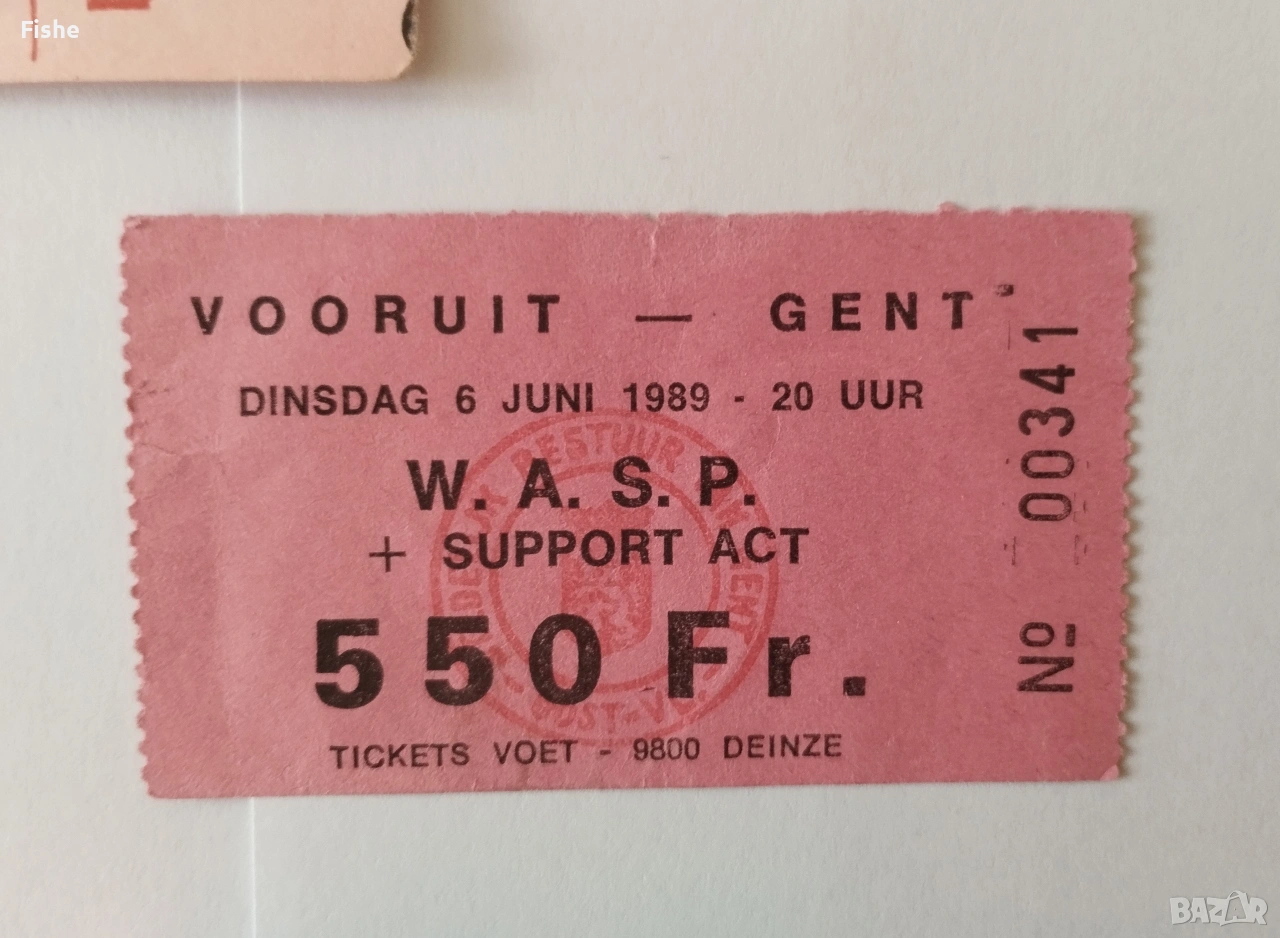 Fishe
VOORUIT — GENT
DINSDAG 6 JUNI 1989 - 20 UUR
W. A. S. P.
+ SUPPORT ACT
550 Fr.
TICKETS VOET - 9800 DEINZE
Nº 00341
BESTUUR
BAZAR